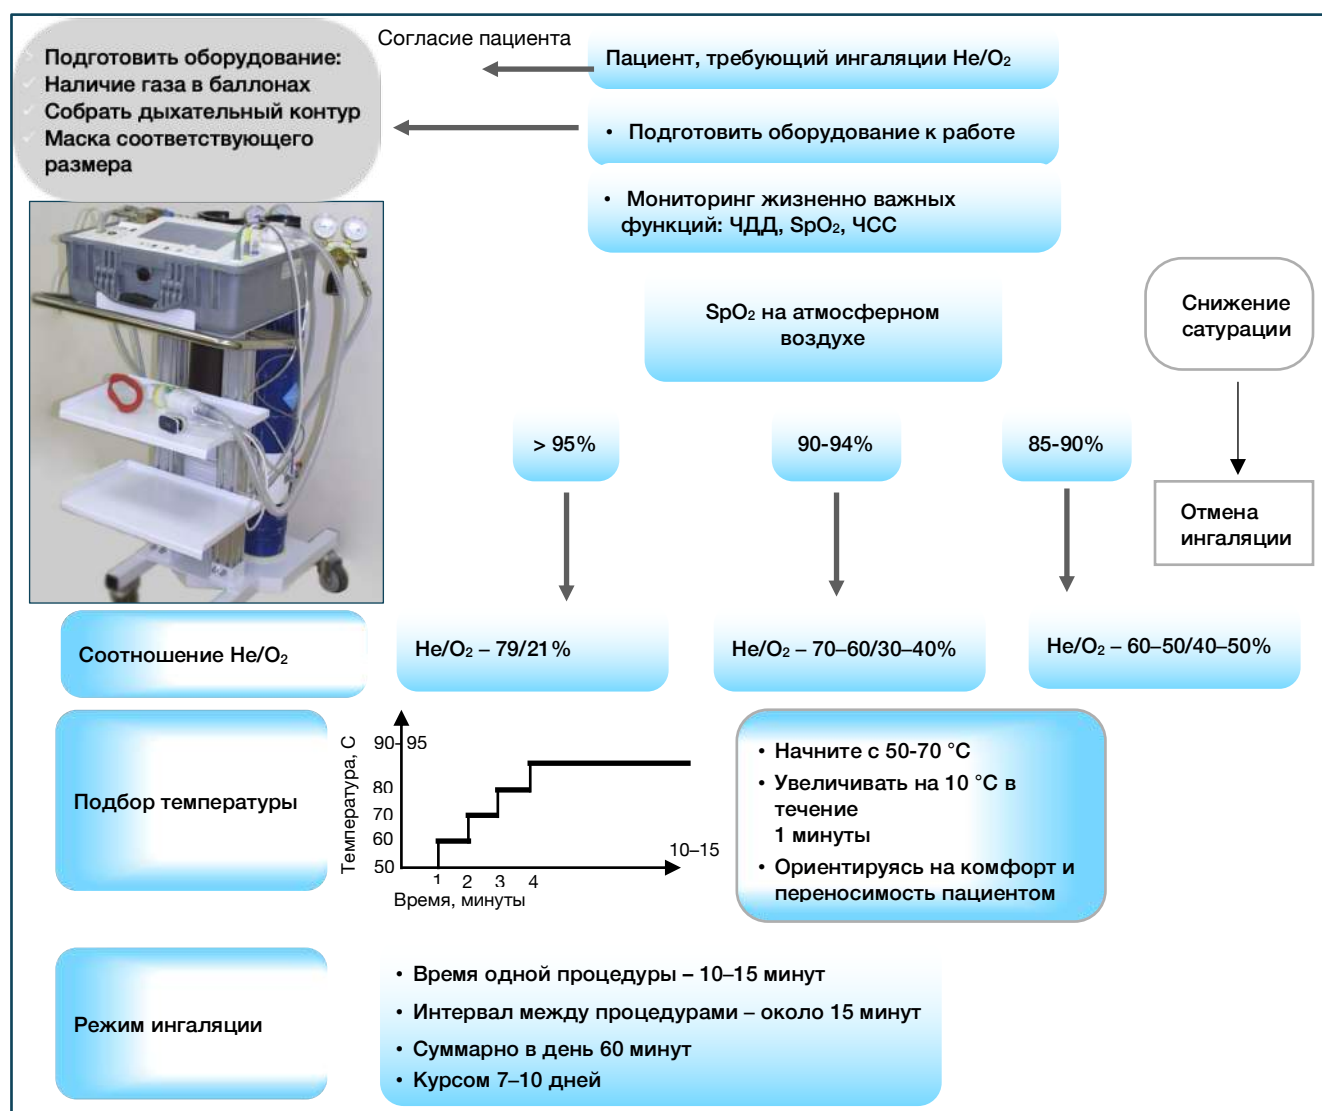 Подготовить оборудование:
Наличие газа в баллонах
Собрать дыхательный контур
Маска соответствующего
размера
Согласие пациента
Пациент, требующий ингаляции He/O₂
• Подготовить оборудование к работе
• Мониторинг жизненно важных
функций: ЧДД, SpO₂, ЧСС
SpO₂ на атмосферном
воздухе
Снижение
сатурации
> 95%
90-94%
85-90%
Отмена
ингаляции
Соотношение He/O₂
He/O₂ – 79/21%
He/O₂ – 70–60/30–40%
He/O₂ – 60–50/40–50%
Подбор температуры
Температура, С
90-95
80
70
60
50
1 2 3 4
10–15
Время, минуты
• Начните с 50-70 °C
• Увеличивать на 10 °C в
течение
1 минуты
• Ориентируясь на комфорт и
переносимость пациентом
Режим ингаляции
• Время одной процедуры – 10–15 минут
• Интервал между процедурами – около 15 минут
• Суммарно в день 60 минут
• Курсом 7–10 дней